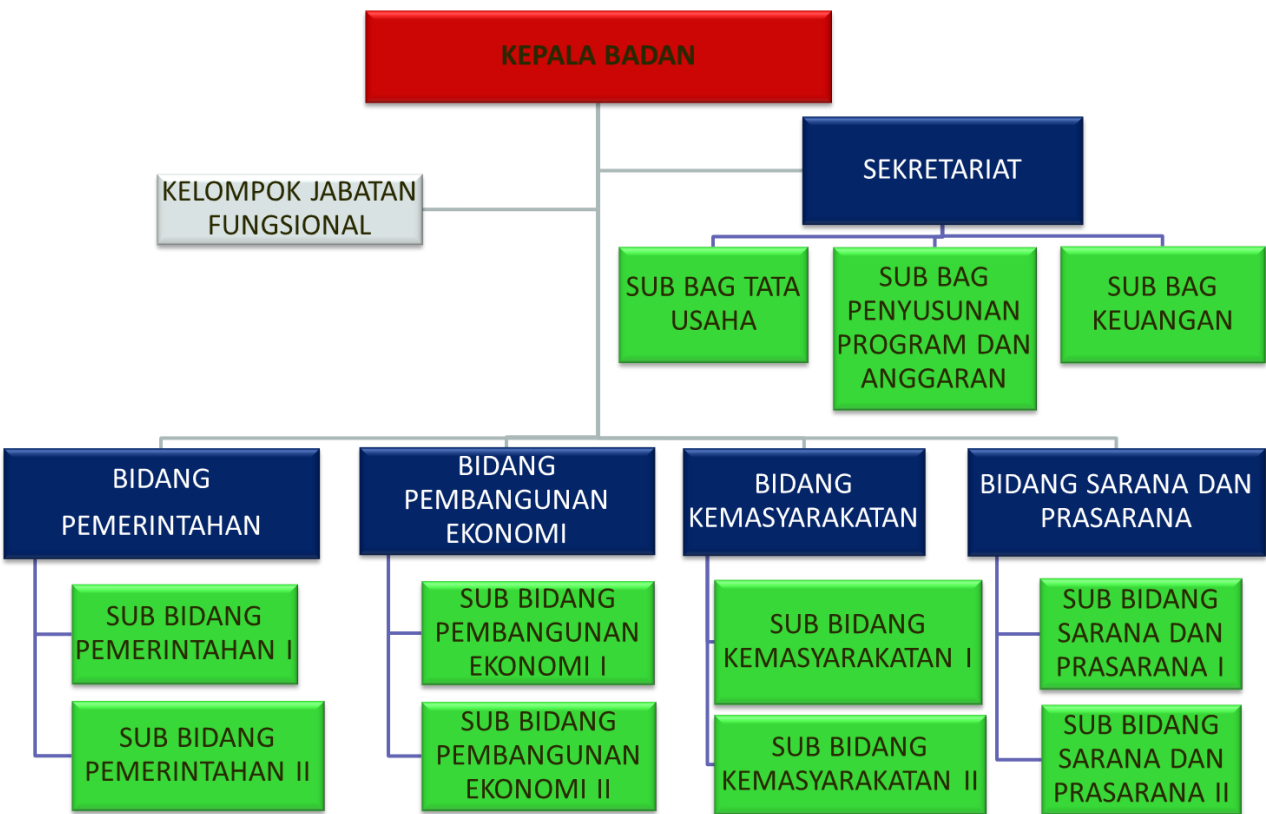 KEPALA BADAN
SEKRETARIAT
KELOMPOK JABATAN
FUNGSIONAL
SUB BAG TATA
USAHA
SUB BAG
PENYUSUNAN
PROGRAM DAN
ANGGARAN
SUB BAG
KEUANGAN
BIDANG
PEMERINTAHAN
BIDANG
PEMBANGUNAN
EKONOMI
BIDANG
KEMASYARAKATAN
BIDANG SARANA DAN
PRASARANA
SUB BIDANG
PEMERINTAHAN I
SUB BIDANG
PEMBANGUNAN
EKONOMI I
SUB BIDANG
KEMASYARAKATAN I
SUB BIDANG
SARANA DAN
PRASARANA I
SUB BIDANG
PEMERINTAHAN II
SUB BIDANG
PEMBANGUNAN
EKONOMI II
SUB BIDANG
KEMASYARAKATAN II
SUB BIDANG
SARANA DAN
PRASARANA II